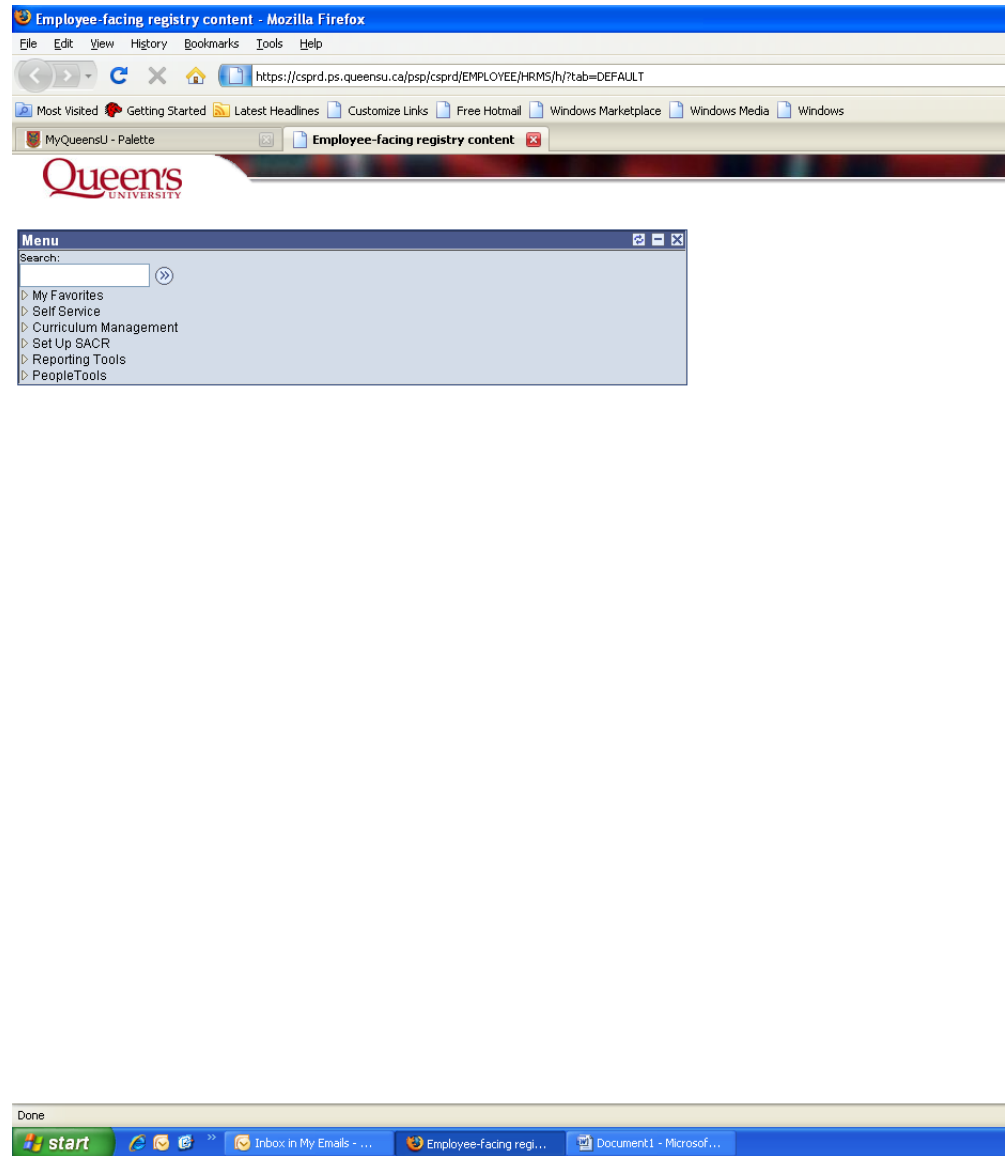 Employee-facing registry content - Mozilla Firefox
File Edit View History Bookmarks Tools Help
https://csprd.ps.queensu.ca/psp/csprd/EMPLOYEE/HRMS/h/?tab=DEFAULT
Most Visited Getting Started Latest Headlines Customize Links Free Hotmail Windows Marketplace Windows Media Windows
MyQueensU - Palette Employee-facing registry content
Queen's
UNIVERSITY
Menu
Search:
My Favorites
Self Service
Curriculum Management
Set Up SACR
Reporting Tools
PeopleTools
Done
start Inbox in My Emails - ... Employee-facing regi... Document1 - Microsof...